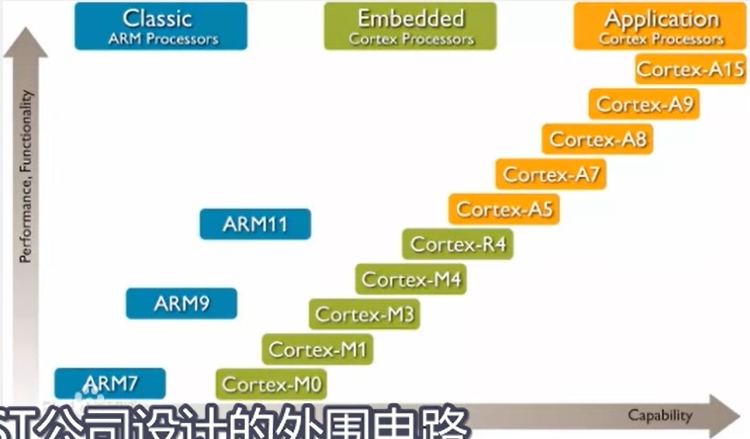 Classic
ARM Processors
Embedded
Cortex Processors
Application
Cortex Processors
Cortex-A15
Cortex-A9
Cortex-A8
Cortex-A7
Cortex-A5
ARM11
Cortex-R4
Cortex-M4
ARM9
Cortex-M3
Cortex-M1
ARM7
Cortex-M0
Performance, Functionality
Capability
ST公司设计的外围电路